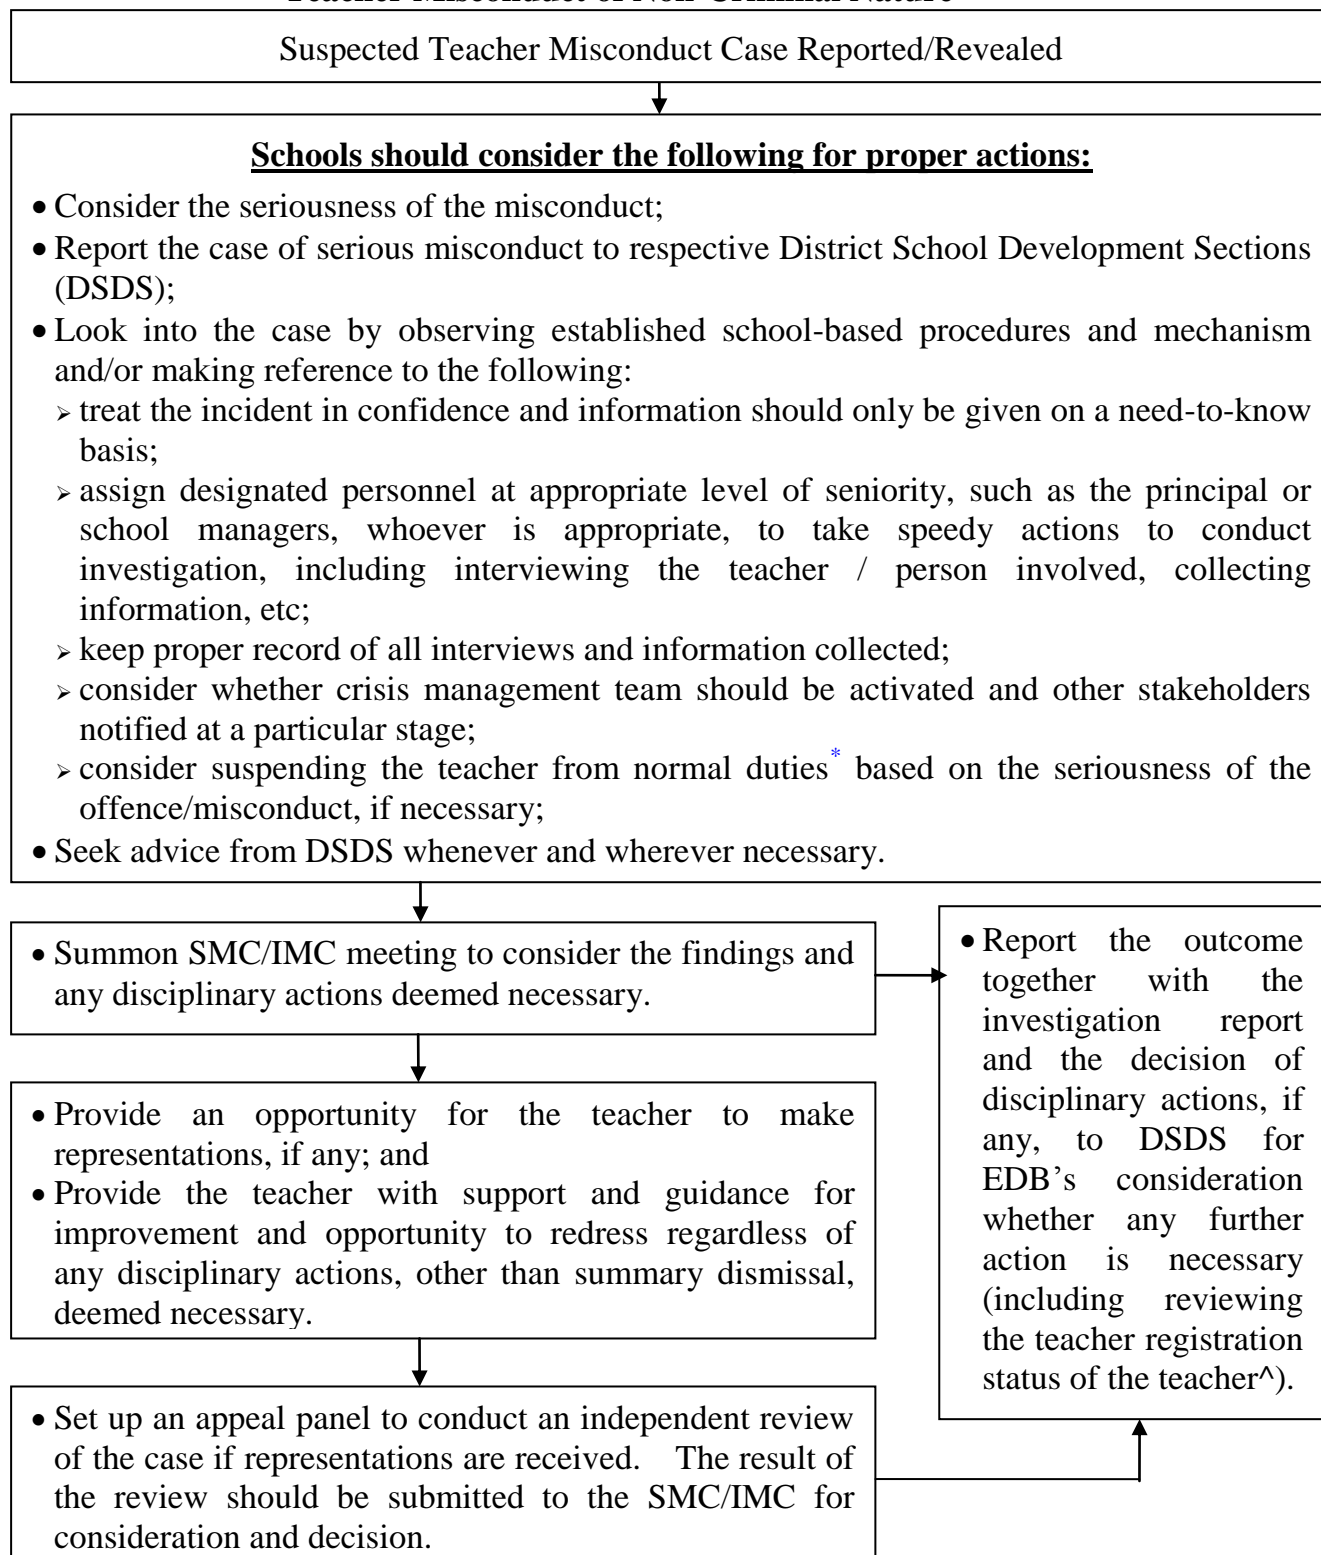 Teacher Misconduct of Non-Criminal Nature
Suspected Teacher Misconduct Case Reported/Revealed
Schools should consider the following for proper actions:
• Consider the seriousness of the misconduct;
• Report the case of serious misconduct to respective District School Development Sections
(DSDS);
• Look into the case by observing established school-based procedures and mechanism
and/or making reference to the following:
➢ treat the incident in confidence and information should only be given on a need-to-know
basis;
➢ assign designated personnel at appropriate level of seniority, such as the principal or
school managers, whoever is appropriate, to take speedy actions to conduct
investigation, including interviewing the teacher / person involved, collecting
information, etc;
➢ keep proper record of all interviews and information collected;
➢ consider whether crisis management team should be activated and other stakeholders
notified at a particular stage;
➢ consider suspending the teacher from normal duties* based on the seriousness of the
offence/misconduct, if necessary;
• Seek advice from DSDS whenever and wherever necessary.
• Summon SMC/IMC meeting to consider the findings and
any disciplinary actions deemed necessary.
• Provide an opportunity for the teacher to make
representations, if any; and
• Provide the teacher with support and guidance for
improvement and opportunity to redress regardless of
any disciplinary actions, other than summary dismissal,
deemed necessary.
• Set up an appeal panel to conduct an independent review
of the case if representations are received. The result of
the review should be submitted to the SMC/IMC for
consideration and decision.
• Report the outcome
together with the
investigation report
and the decision of
disciplinary actions, if
any, to DSDS for
EDB's consideration
whether any further
action is necessary
(including reviewing
the teacher registration
status of the teacher^).